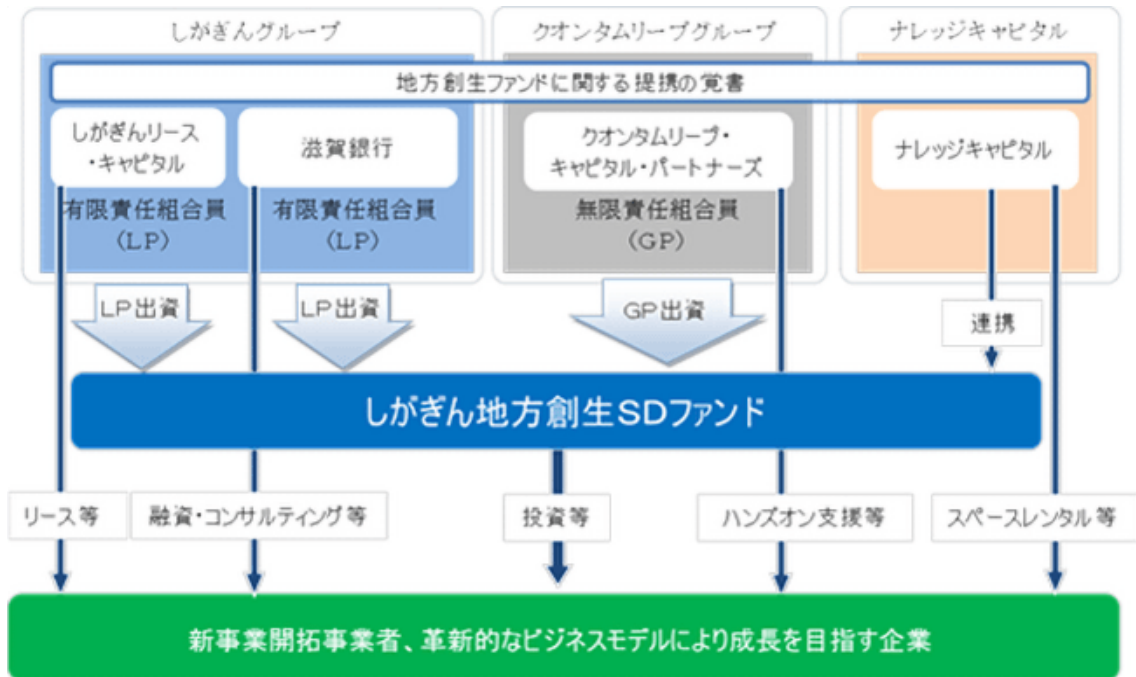 しがぎんグループ
クオンタムリープグループ
ナレッジキャピタル
地方創生ファンドに関する提携の覚書
しがぎんリース
・キャピタル
滋賀銀行
クオンタムリープ・
キャピタル・パートナーズ
ナレッジキャピタル
有限責任組合員
(LP)
有限責任組合員
(LP)
無限責任組合員
(GP)
LP出資
LP出資
GP出資
連携
しがぎん地方創生SDファンド
リース等
融資・コンサルティング等
投資等
ハンズオン支援等
スペースレンタル等
新事業開拓事業者、革新的なビジネスモデルにより成長を目指す企業